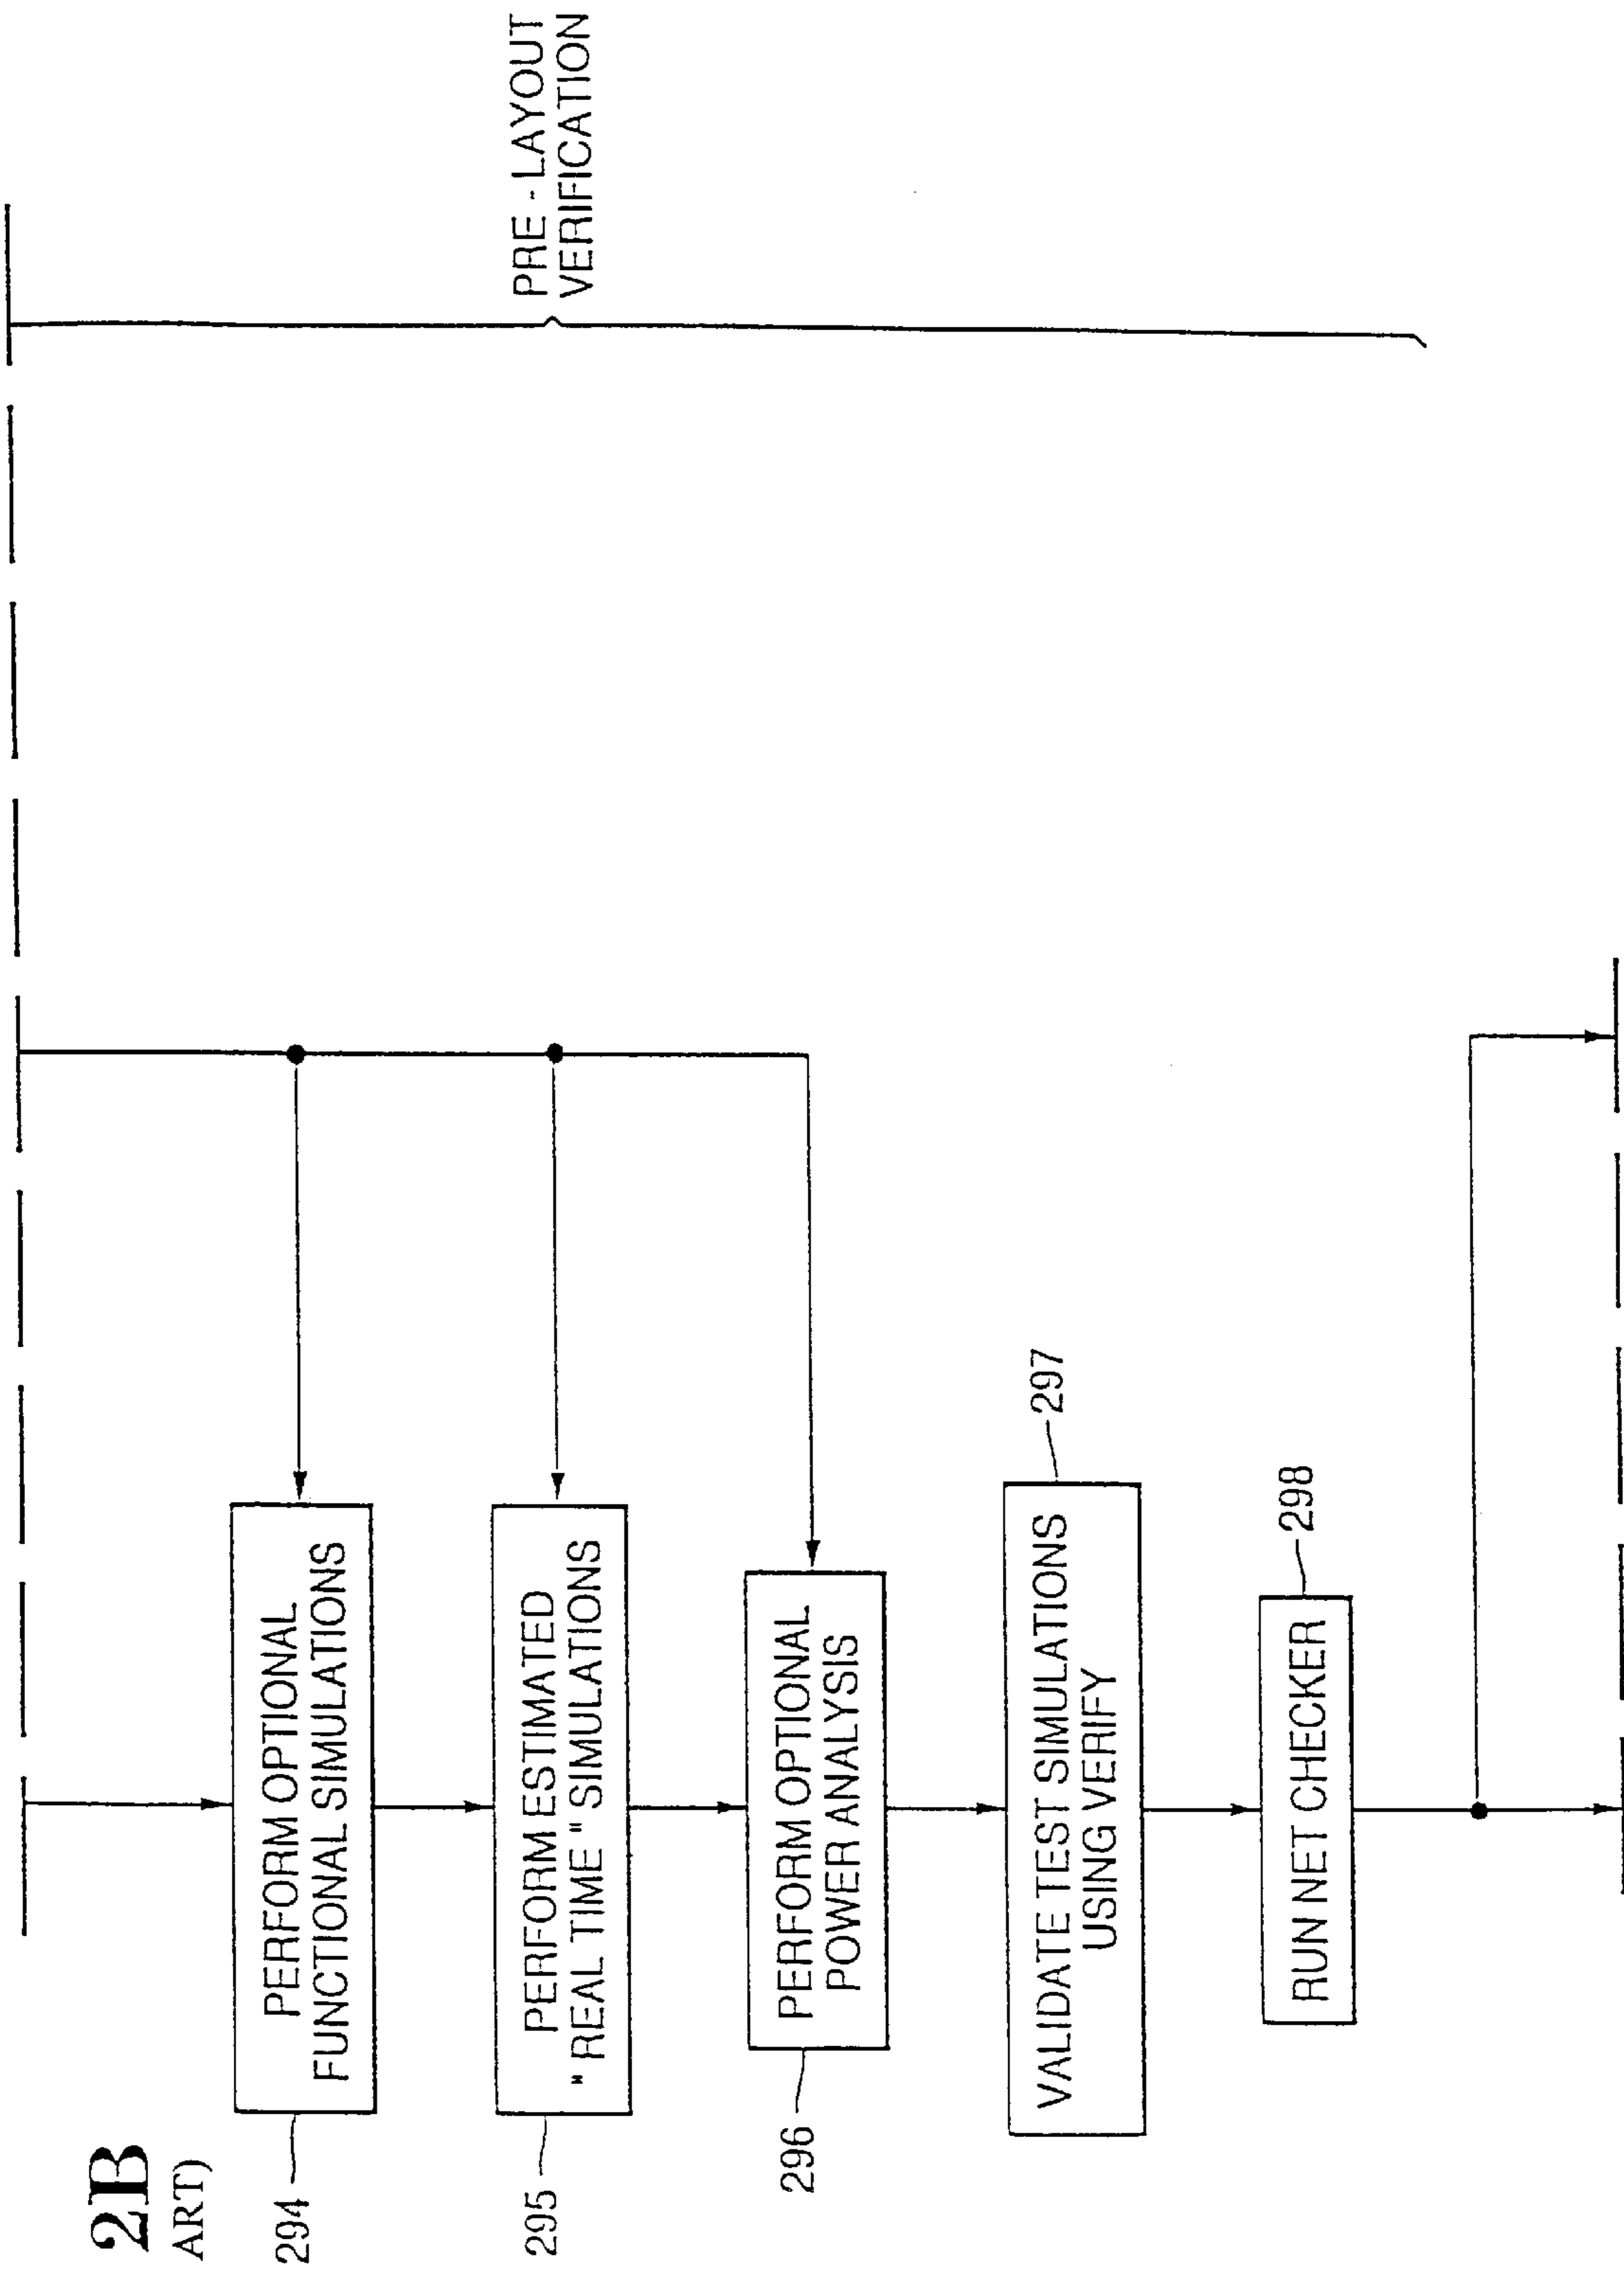 2B
ART)
PRE - LAYOUT
VERIFICATION
294
PERFORM OPTIONAL
FUNCTIONAL SIMULATIONS
295
PERFORM ESTIMATED
" REAL TIME " SIMULATIONS
296
PERFORM OPTIONAL
POWER ANALYSIS
297
VALIDATE TEST SIMULATIONS
USING VERIFY
298
RUN NET CHECKER